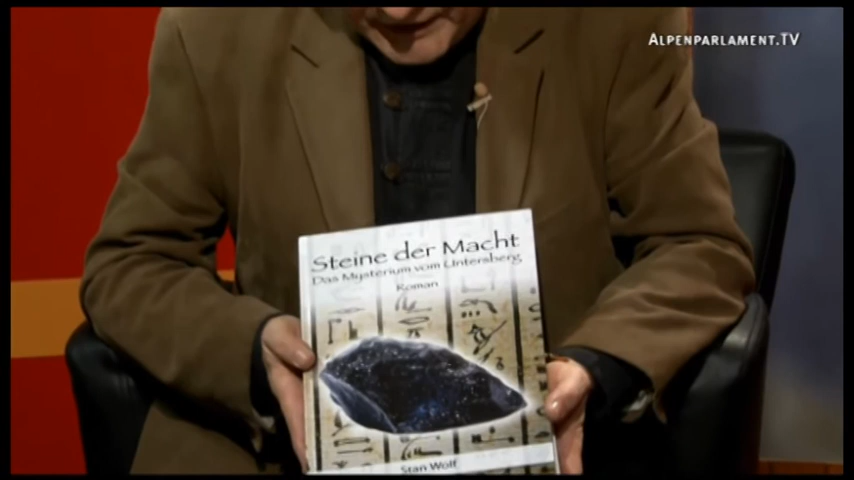 ALPENPARLAMENT.TV
Steine der Macht
Das Mysterium vom Untersberg
Roman
Stan Wolf